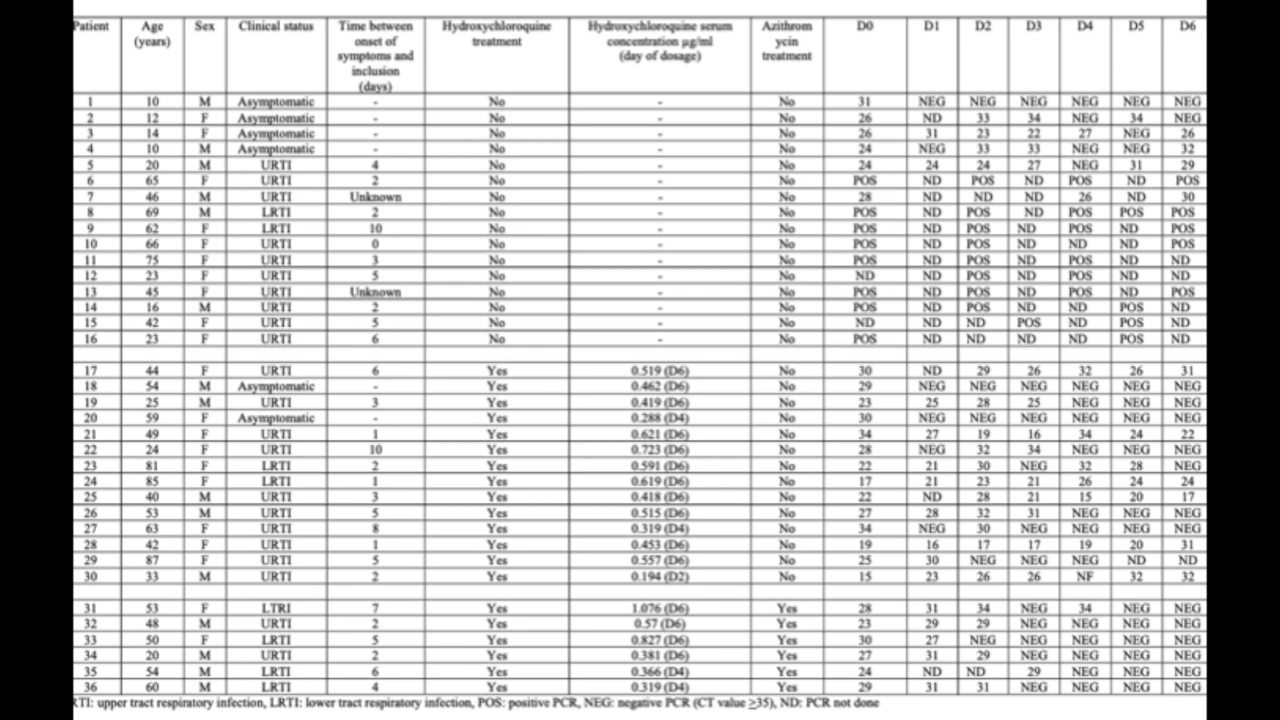 Patient Age (years) Sex Clinical status Time between onset of symptoms and inclusion (days) Hydroxychloroquine treatment Hydroxychloroquine serum concentration µg/ml (day of dosage) Azithrom ycin treatment D0 D1 D2 D3 D4 D5 D6
1 10 M Asymptomatic - No - No 31 NEG NEG NEG NEG NEG NEG
2 12 F Asymptomatic - No - No 26 ND 33 34 NEG 34 NEG
3 14 F Asymptomatic - No - No 26 31 23 22 27 NEG 26
4 10 M Asymptomatic - No - No 24 NEG 33 33 NEG NEG 32
5 20 M URTI 4 No - No 24 24 24 27 NEG 31 29
6 65 F URTI 2 No - No POS ND POS ND POS ND POS
7 46 M URTI Unknown No - No 28 ND ND ND 26 ND 30
8 69 M LRTI 2 No - No POS ND POS ND POS POS POS
9 62 F LRTI 10 No - No POS ND POS ND POS ND POS
10 66 F URTI 0 No - No POS ND POS ND ND ND POS
11 75 F URTI 3 No - No POS ND POS ND POS ND ND
12 23 F URTI 5 No - No ND ND POS ND POS ND ND
13 45 F URTI Unknown No - No POS ND POS ND POS ND POS
14 16 M URTI 2 No - No POS ND POS ND ND POS ND
15 42 F URTI 5 No - No ND ND ND POS ND POS ND
16 23 F URTI 6 No - No POS ND ND ND ND POS ND
17 44 F URTI 6 Yes 0.519 (D6) No 30 ND 29 26 32 26 31
18 54 M Asymptomatic - Yes 0.462 (D6) No 29 NEG NEG NEG NEG NEG NEG
19 25 M URTI 3 Yes 0.419 (D6) No 23 25 28 25 NEG NEG NEG
20 59 F Asymptomatic - Yes 0.288 (D4) No 30 NEG NEG NEG NEG NEG NEG
21 49 F URTI 1 Yes 0.621 (D6) No 34 27 19 16 34 24 22
22 24 F URTI 10 Yes 0.723 (D6) No 28 NEG 32 34 NEG NEG NEG
23 81 F LRTI 2 Yes 0.591 (D6) No 22 21 30 NEG 32 28 NEG
24 85 F LRTI 1 Yes 0.619 (D6) No 17 21 23 21 26 24 24
25 40 M URTI 3 Yes 0.418 (D6) No 22 ND 28 21 15 20 17
26 53 M URTI 5 Yes 0.515 (D6) No 27 28 32 31 NEG NEG NEG
27 63 F URTI 8 Yes 0.319 (D4) No 34 NEG 30 NEG NEG NEG NEG
28 42 F URTI 1 Yes 0.453 (D6) No 19 16 17 17 19 20 31
29 87 F URTI 5 Yes 0.557 (D6) No 25 30 NEG NEG NEG ND ND
30 33 M URTI 2 Yes 0.194 (D2) No 15 23 26 26 NF 32 32
31 53 F LTRI 7 Yes 1.076 (D6) Yes 28 31 34 NEG 34 NEG NEG
32 48 M URTI 2 Yes 0.57 (D6) Yes 23 29 29 NEG NEG NEG NEG
33 50 F LRTI 5 Yes 0.827 (D6) Yes 30 27 NEG NEG NEG NEG NEG
34 20 M URTI 2 Yes 0.381 (D6) Yes 27 31 29 NEG NEG NEG NEG
35 54 M LRTI 6 Yes 0.366 (D4) Yes 24 ND ND 29 NEG NEG NEG
36 60 M LRTI 4 Yes 0.319 (D4) Yes 29 31 31 NEG NEG NEG NEG
RTI: upper tract respiratory infection, LRTI: lower tract respiratory infection, POS: positive PCR, NEG: negative PCR (CT value ≥35), ND: PCR not done